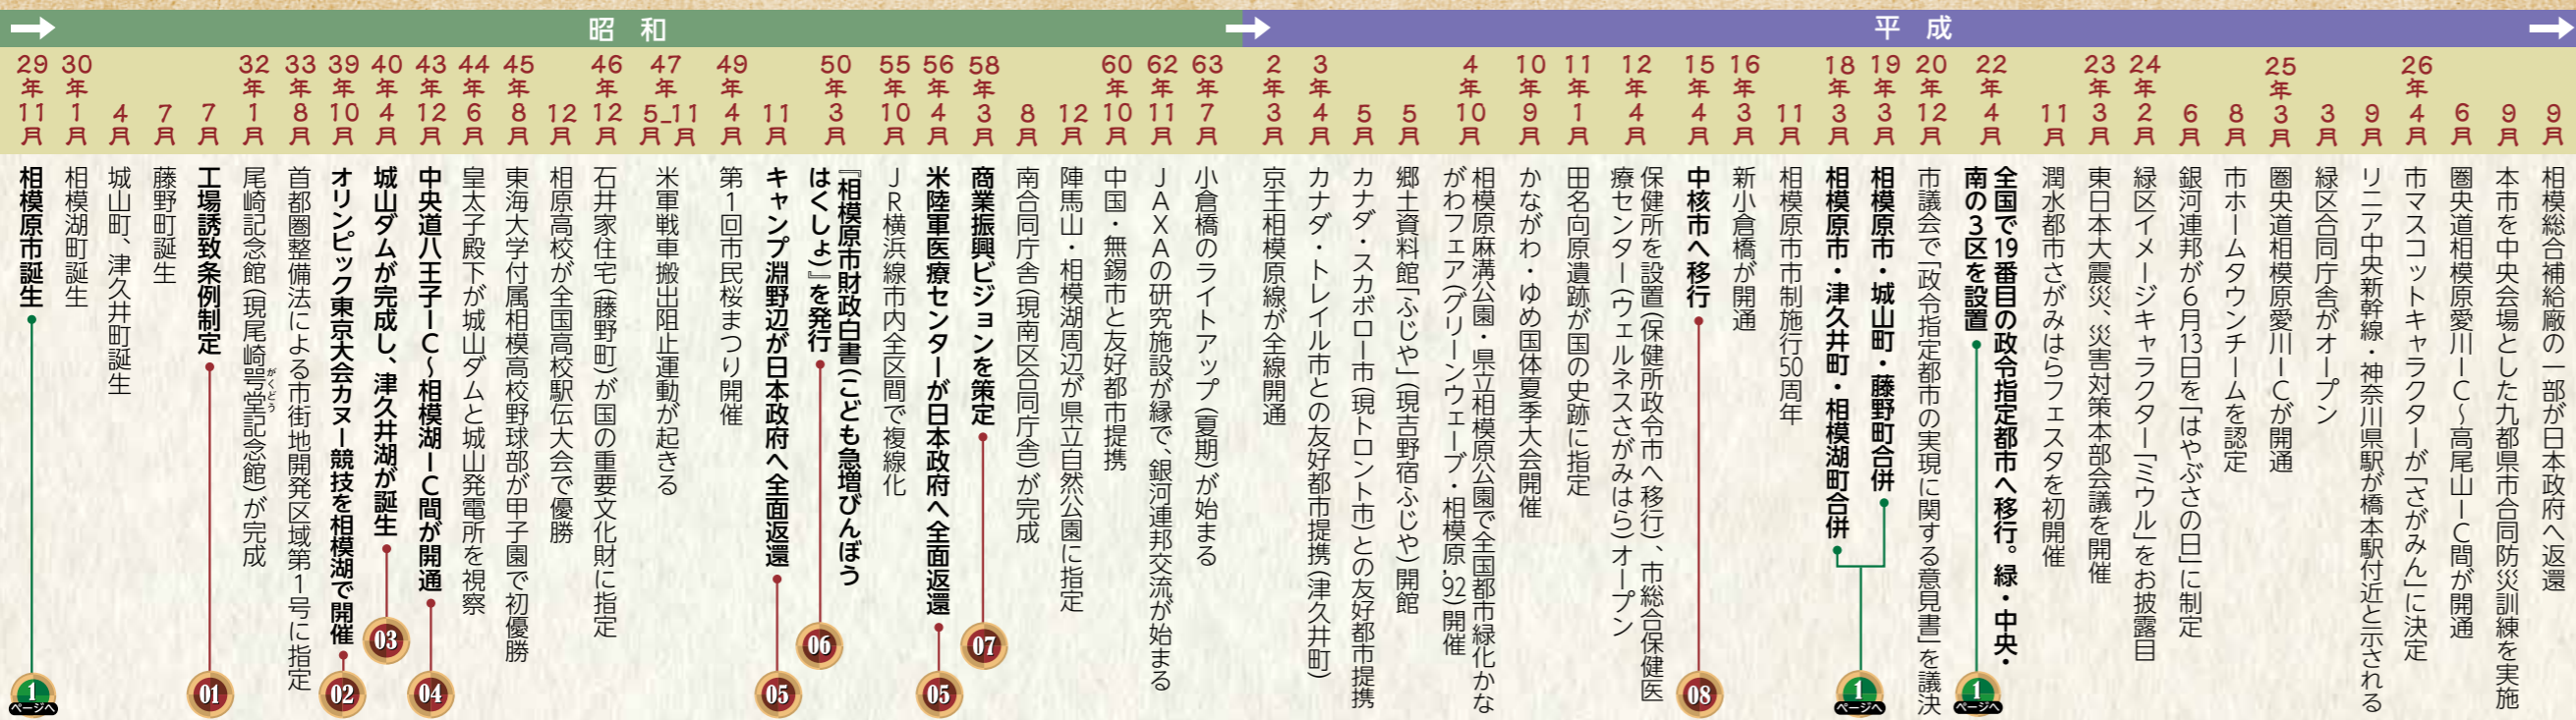 昭和
平成
29年11月
相模原市誕生
1ページへ
30年1月
相模湖町誕生
4月
城山町、津久井町誕生
7月
藤野町誕生
7月
工場誘致条例制定
01
32年1月
尾崎記念館(現尾崎咢堂記念館)が完成
がくどう
33年8月
首都圏整備法による市街地開発区域第1号に指定
39年10月
オリンピック東京大会カヌー競技を相模湖で開催
02
40年4月
城山ダムが完成し、津久井湖が誕生
03
43年12月
中央道八王子IC〜相模湖IC間が開通
04
44年6月
皇太子殿下が城山ダムと城山発電所を視察
45年8月
東海大学付属相模高校野球部が甲子園で初優勝
12月
相原高校が全国高校駅伝大会で優勝
46年12月
石井家住宅(藤野町)が国の重要文化財に指定
47年5_11月
米軍戦車搬出阻止運動が起きる
49年4月
第1回市民桜まつり開催
11月
キャンプ淵野辺が日本政府へ全面返還
05
50年3月
『相模原市財政白書(こども急増びんぼう
はくしょ)』を発行
06
55年10月
JR横浜線市内全区間で複線化
56年4月
米陸軍医療センターが日本政府へ全面返還
05
58年3月
商業振興ビジョンを策定
07
8月
南合同庁舎(現南区合同庁舎)が完成
12月
陣馬山・相模湖周辺が県立自然公園に指定
60年10月
中国・無錫市と友好都市提携
62年11月
JAXAの研究施設が縁で、銀河連邦交流が始まる
63年7月
小倉橋のライトアップ(夏期)が始まる
2年3月
京王相模原線が全線開通
3年4月
カナダ・トレイル市との友好都市提携(津久井町)
5月
カナダ・スカボロー市(現トロント市)との友好都市提携
5月
郷土資料館「ふじや」(現吉野宿ふじや)開館
4年10月
相模原麻溝公園・県立相模原公園で全国都市緑化かな
がわフェア(グリーンウェーブ・相模原'92)開催
10年9月
かながわ・ゆめ国体夏季大会開催
11年1月
田名向原遺跡が国の史跡に指定
12年4月
保健所を設置(保健所政令市へ移行)、市総合保健医
療センター(ウェルネスさがみはら)オープン
15年4月
中核市へ移行
08
16年3月
新小倉橋が開通
11月
相模原市市制施行50周年
18年3月
相模原市・津久井町・相模湖町合併
19年3月
相模原市・城山町・藤野町合併
1ページへ
20年12月
市議会で「政令指定都市の実現に関する意見書」を議決
22年4月
全国で19番目の政令指定都市へ移行。緑・中央・
南の3区を設置
1ページへ
11月
潤水都市さがみはらフェスタを初開催
23年3月
東日本大震災、災害対策本部会議を開催
24年2月
緑区イメージキャラクター「ミウル」をお披露目
6月
銀河連邦が6月13日を「はやぶさの日」に制定
8月
市ホームタウンチームを認定
25年3月
圏央道相模原愛川ICが開通
3月
緑区合同庁舎がオープン
9月
リニア中央新幹線・神奈川県駅が橋本駅付近と示される
26年4月
市マスコットキャラクターが「さがみん」に決定
6月
圏央道相模原愛川IC〜高尾山IC間が開通
9月
本市を中央会場とした九都県市合同防災訓練を実施
9月
相模総合補給廠の一部が日本政府へ返還